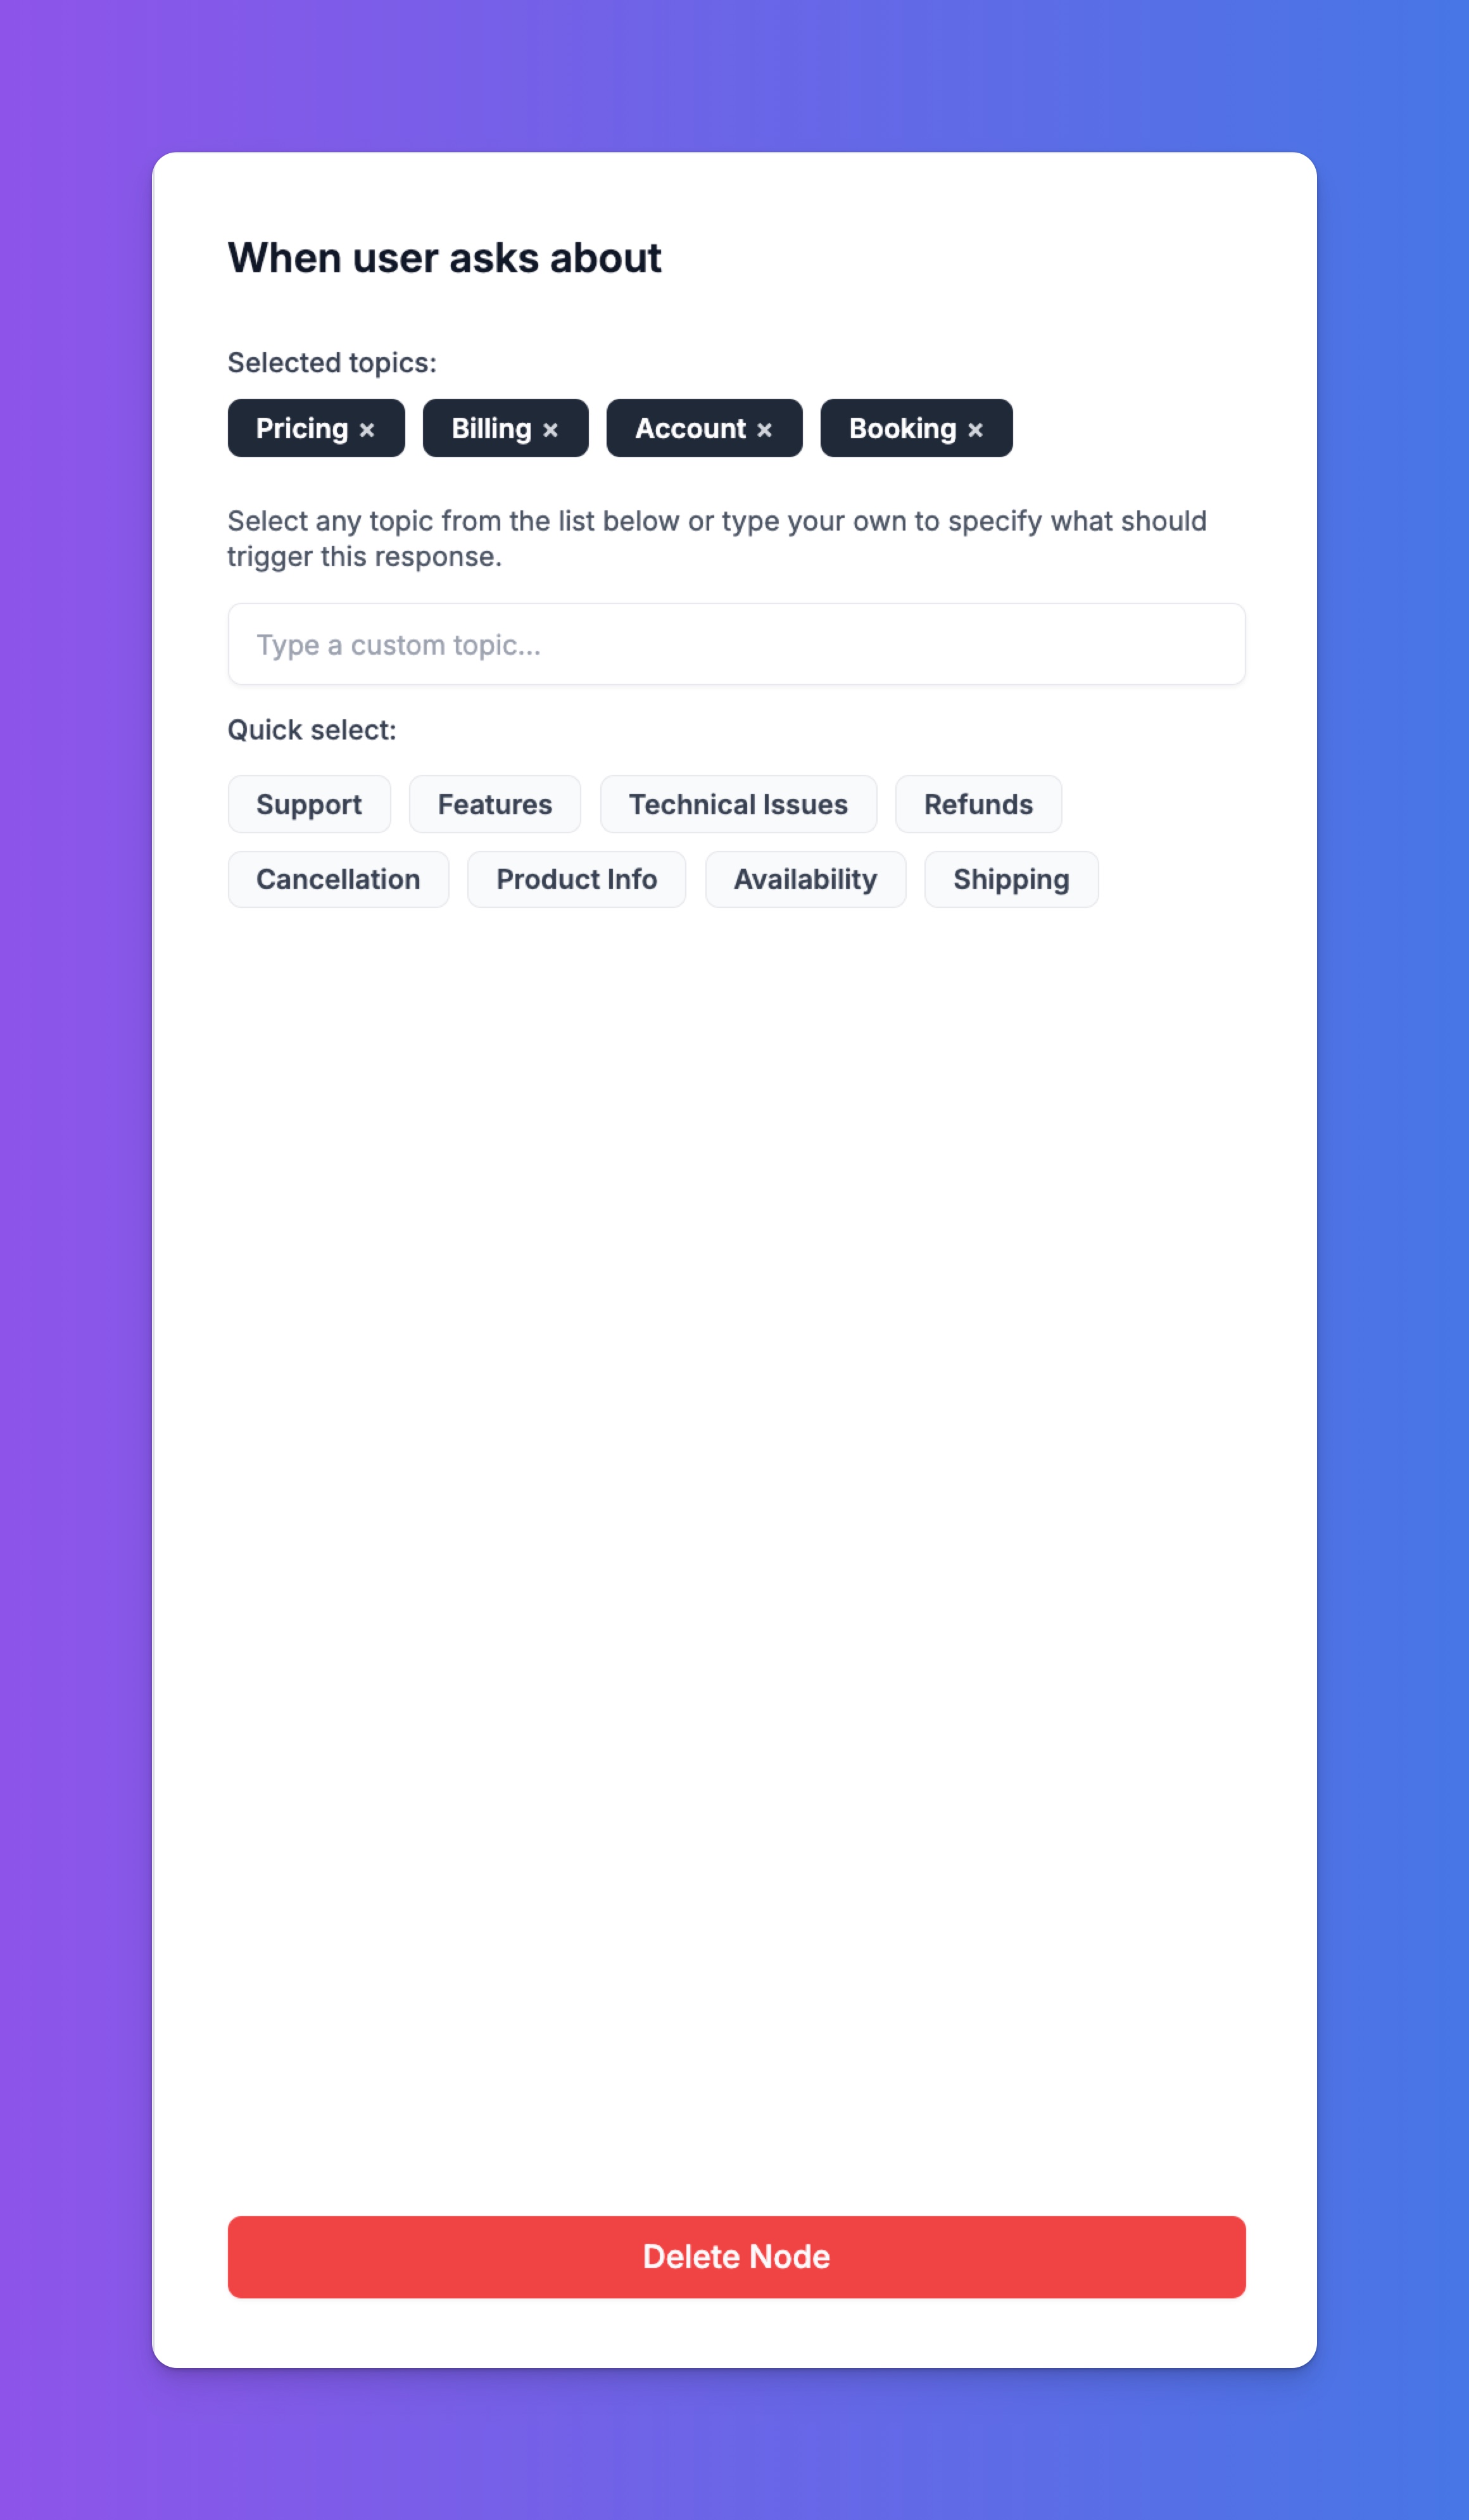 When user asks about
Selected topics:
Pricing × Billing × Account × Booking ×
Select any topic from the list below or type your own to specify what should
trigger this response.
Type a custom topic...
Quick select:
Support Features Technical Issues Refunds
Cancellation Product Info Availability Shipping
Delete Node